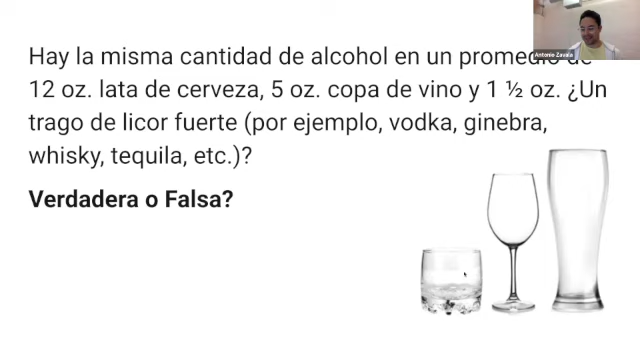 Hay la misma cantidad de alcohol en un promedio de
12 oz. lata de cerveza, 5 oz. copa de vino y 1 ½ oz. ¿Un
trago de licor fuerte (por ejemplo, vodka, ginebra,
whisky, tequila, etc.)?
Verdadera o Falsa?
Antonio Zavala